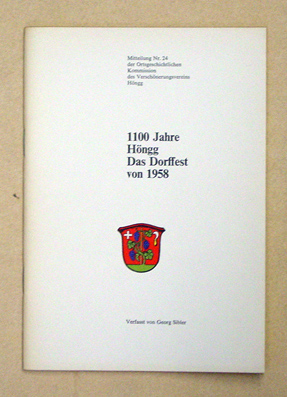 Mitteilung Nr. 24
der Ortsgeschichtlichen
Kommission
des Verschönerungsvereins
Höngg
1100 Jahre
Höngg
Das Dorffest
von 1958
Verfasst von Georg Sibler